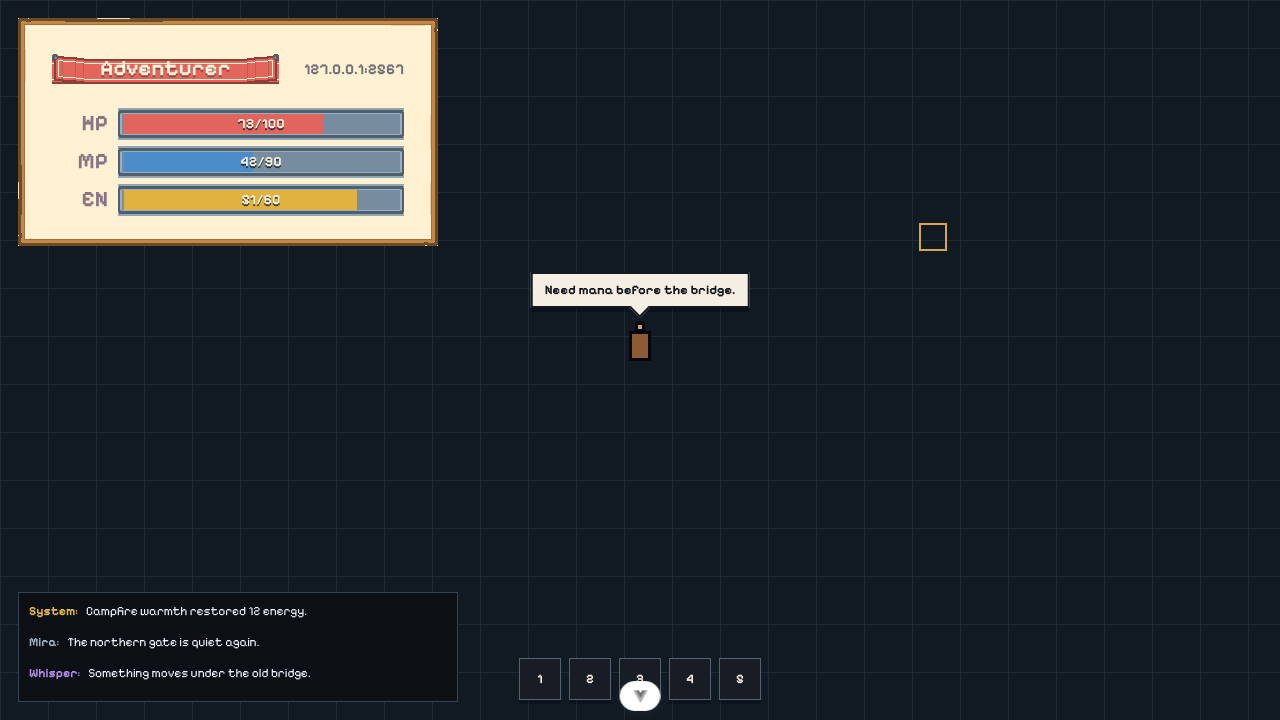 Adventurer
127.0.0.1:2567
HP
73/100
MP
42/90
EN
51/60
Need mana before the bridge.
System: Campfire warmth restored 12 energy.
Mira: The northern gate is quiet again.
Whisper: Something moves under the old bridge.
1 2 3 4 5